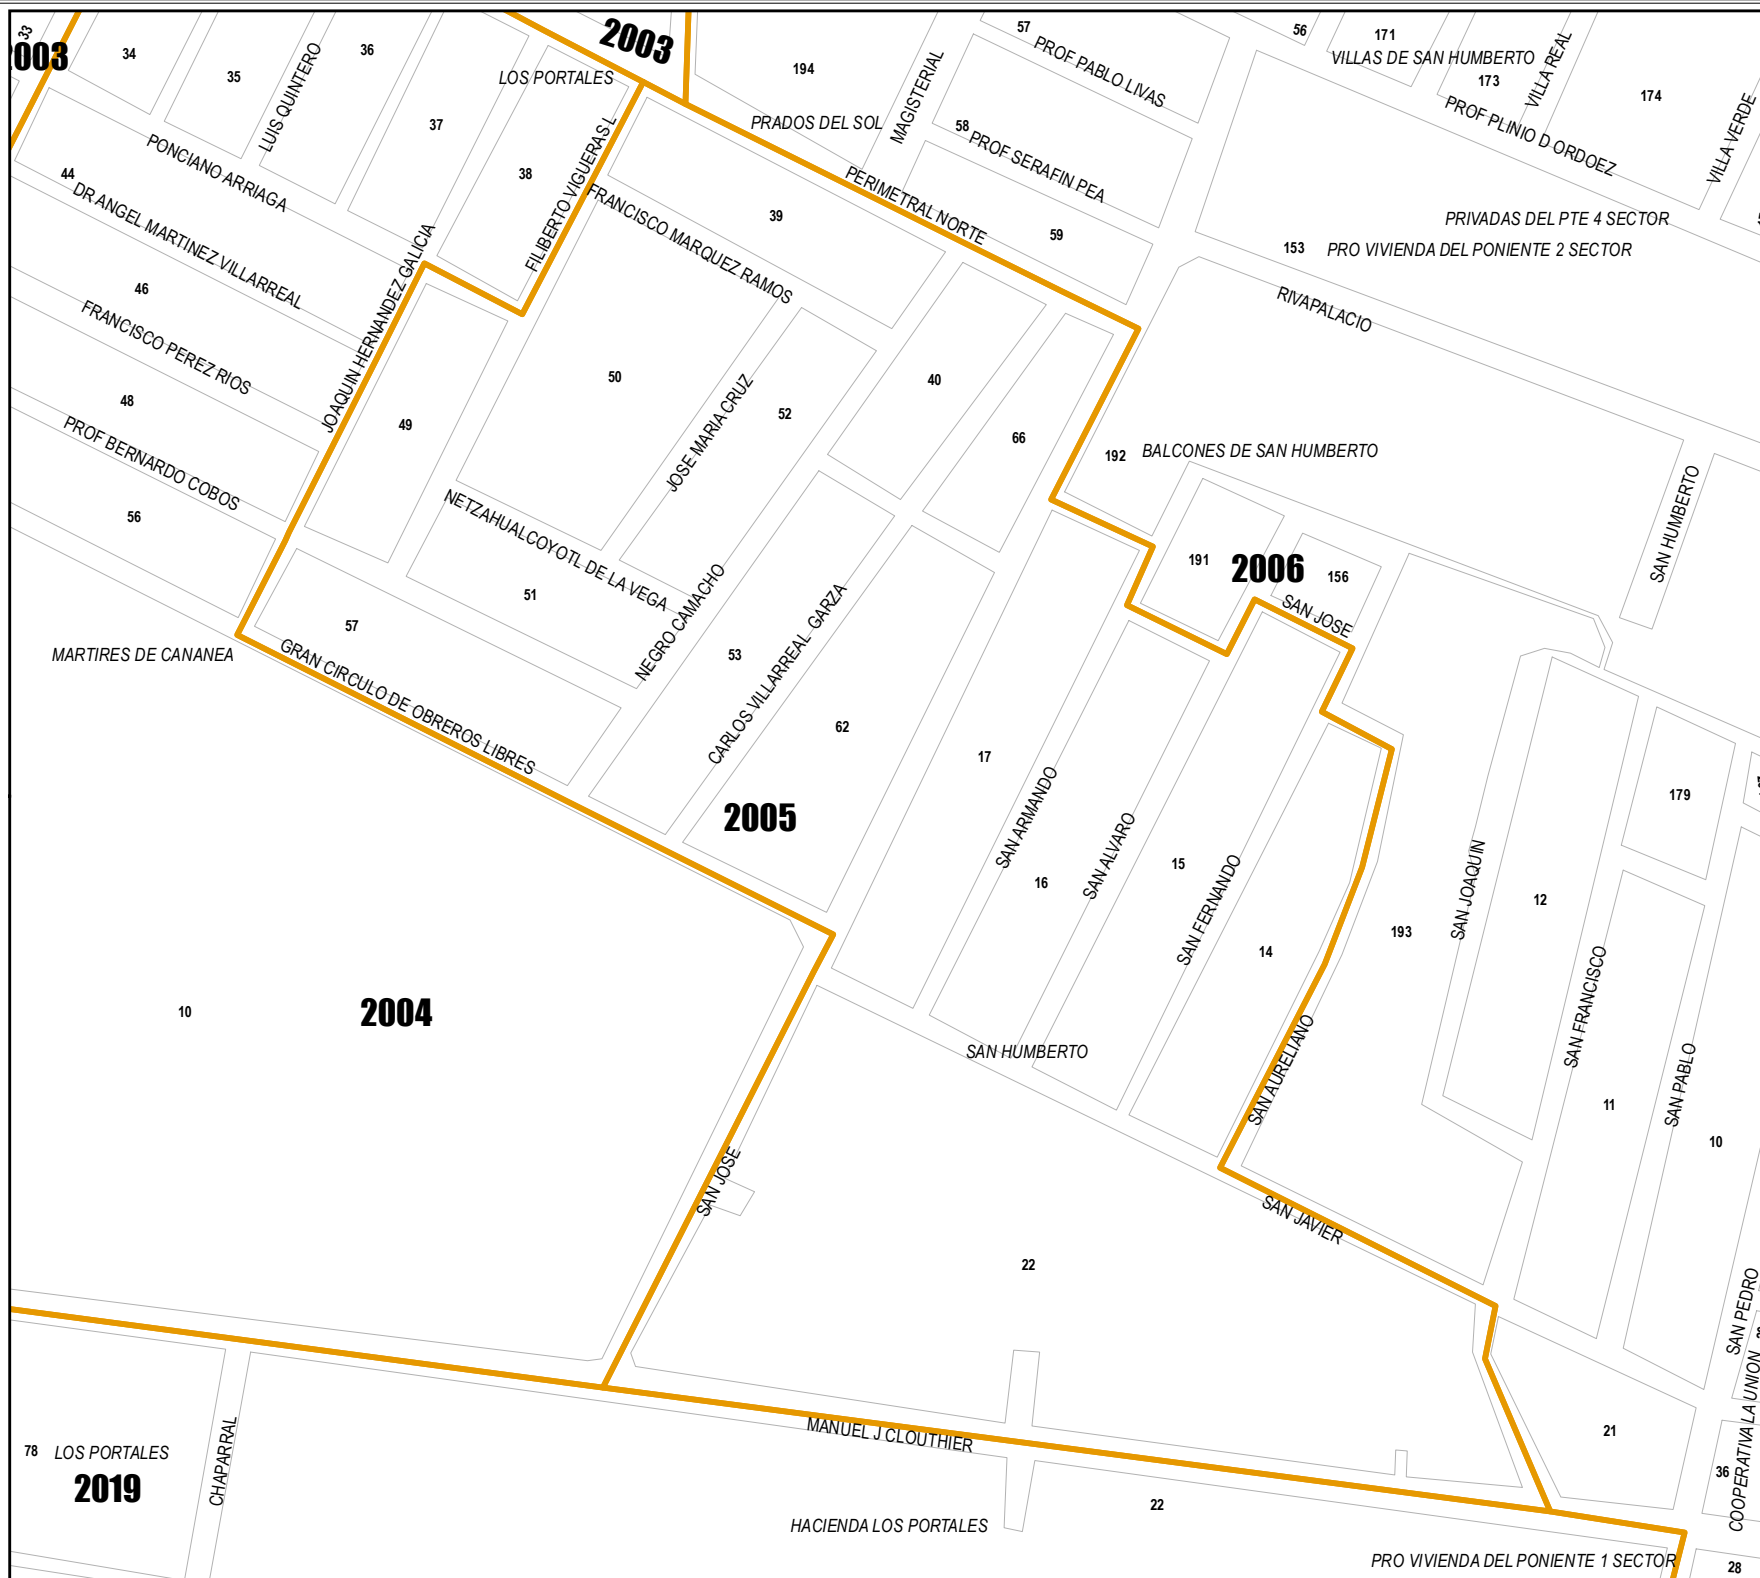 33
2003
34
35
LUIS QUINTERO
36
LOS PORTALES
2003
194
MAGISTERIAL
57
PROF PABLO LIVAS
56
171
VILLAS DE SAN HUMBERTO
173
VILLA REAL
174
VILLA VERDE
PROF PLINIO D ORDOEZ
37
38
PONCIANO ARRIAGA
PRADOS DEL SOL
58
PROF SERAFIN PEA
44
DR ANGEL MARTINEZ VILLARREAL
JOAQUIN HERNANDEZ GALICIA
FILIBERTO VIGUERAS L
FRANCISCO MARQUEZ RAMOS
39
PERIMETRAL NORTE
59
PRIVADAS DEL PTE 4 SECTOR
153
PRO VIVIENDA DEL PONIENTE 2 SECTOR
46
FRANCISCO PEREZ RIOS
RIVAPALACIO
50
JOSE MARIA CRUZ
52
40
66
48
PROF BERNARDO COBOS
49
192
BALCONES DE SAN HUMBERTO
56
SAN HUMBERTO
NETZAHUALCOYOTL DE LA VEGA
51
NEGRO CAMACHO
191
2006
156
SAN JOSE
57
MARTIRES DE CANANEA
GRAN CIRCULO DE OBREROS LIBRES
53
CARLOS VILLARREAL GARZA
62
17
2005
SAN ARMANDO
16
SAN ALVARO
15
SAN FERNANDO
14
193
SAN JOAQUIN
12
179
SAN FRANCISCO
10
2004
SAN HUMBERTO
SAN AURELIANO
11
SAN PABLO
10
SAN JOSE
SAN JAVIER
22
SAN PEDRO
MANUEL J CLOUTHIER
21
78
LOS PORTALES
2019
CHAPARRAL
36
COOPERATIVA LA UNION
22
HACIENDA LOS PORTALES
PRO VIVIENDA DEL PONIENTE 1 SECTOR
28